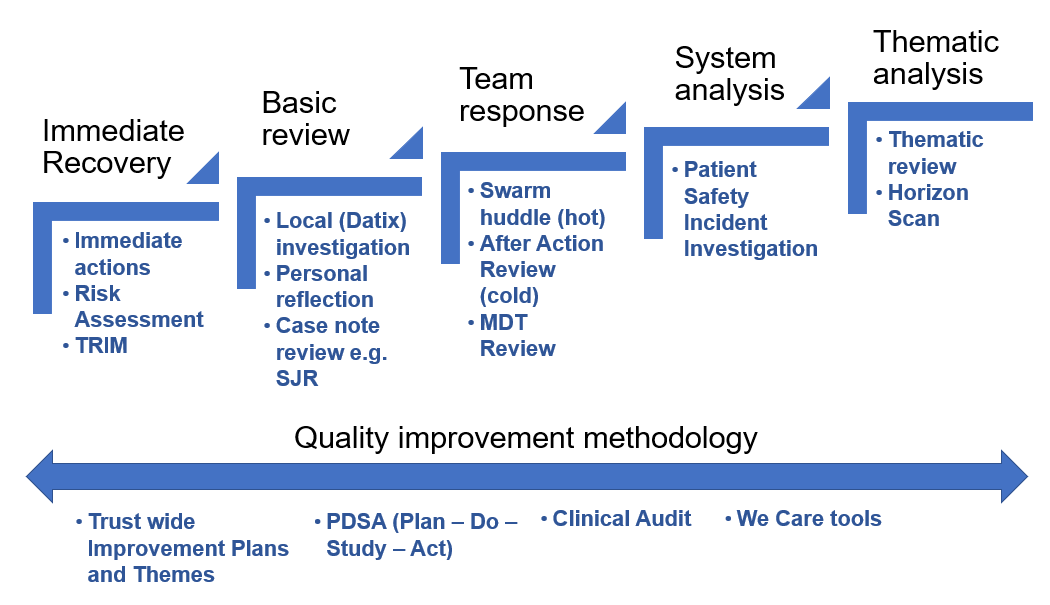 Immediate
Recovery
• Immediate
actions
• Risk
Assessment
• TRIM
Basic
review
• Local (Datix)
investigation
• Personal
reflection
• Case note
review e.g.
SJR
Team
response
• Swarm
huddle (hot)
• After Action
Review
(cold)
• MDT
Review
System
analysis
• Patient
Safety
Incident
Investigation
Thematic
analysis
• Thematic
review
• Horizon
Scan
Quality improvement methodology
• Trust wide
Improvement Plans
and Themes
• PDSA (Plan – Do –
Study – Act)
• Clinical Audit
• We Care tools